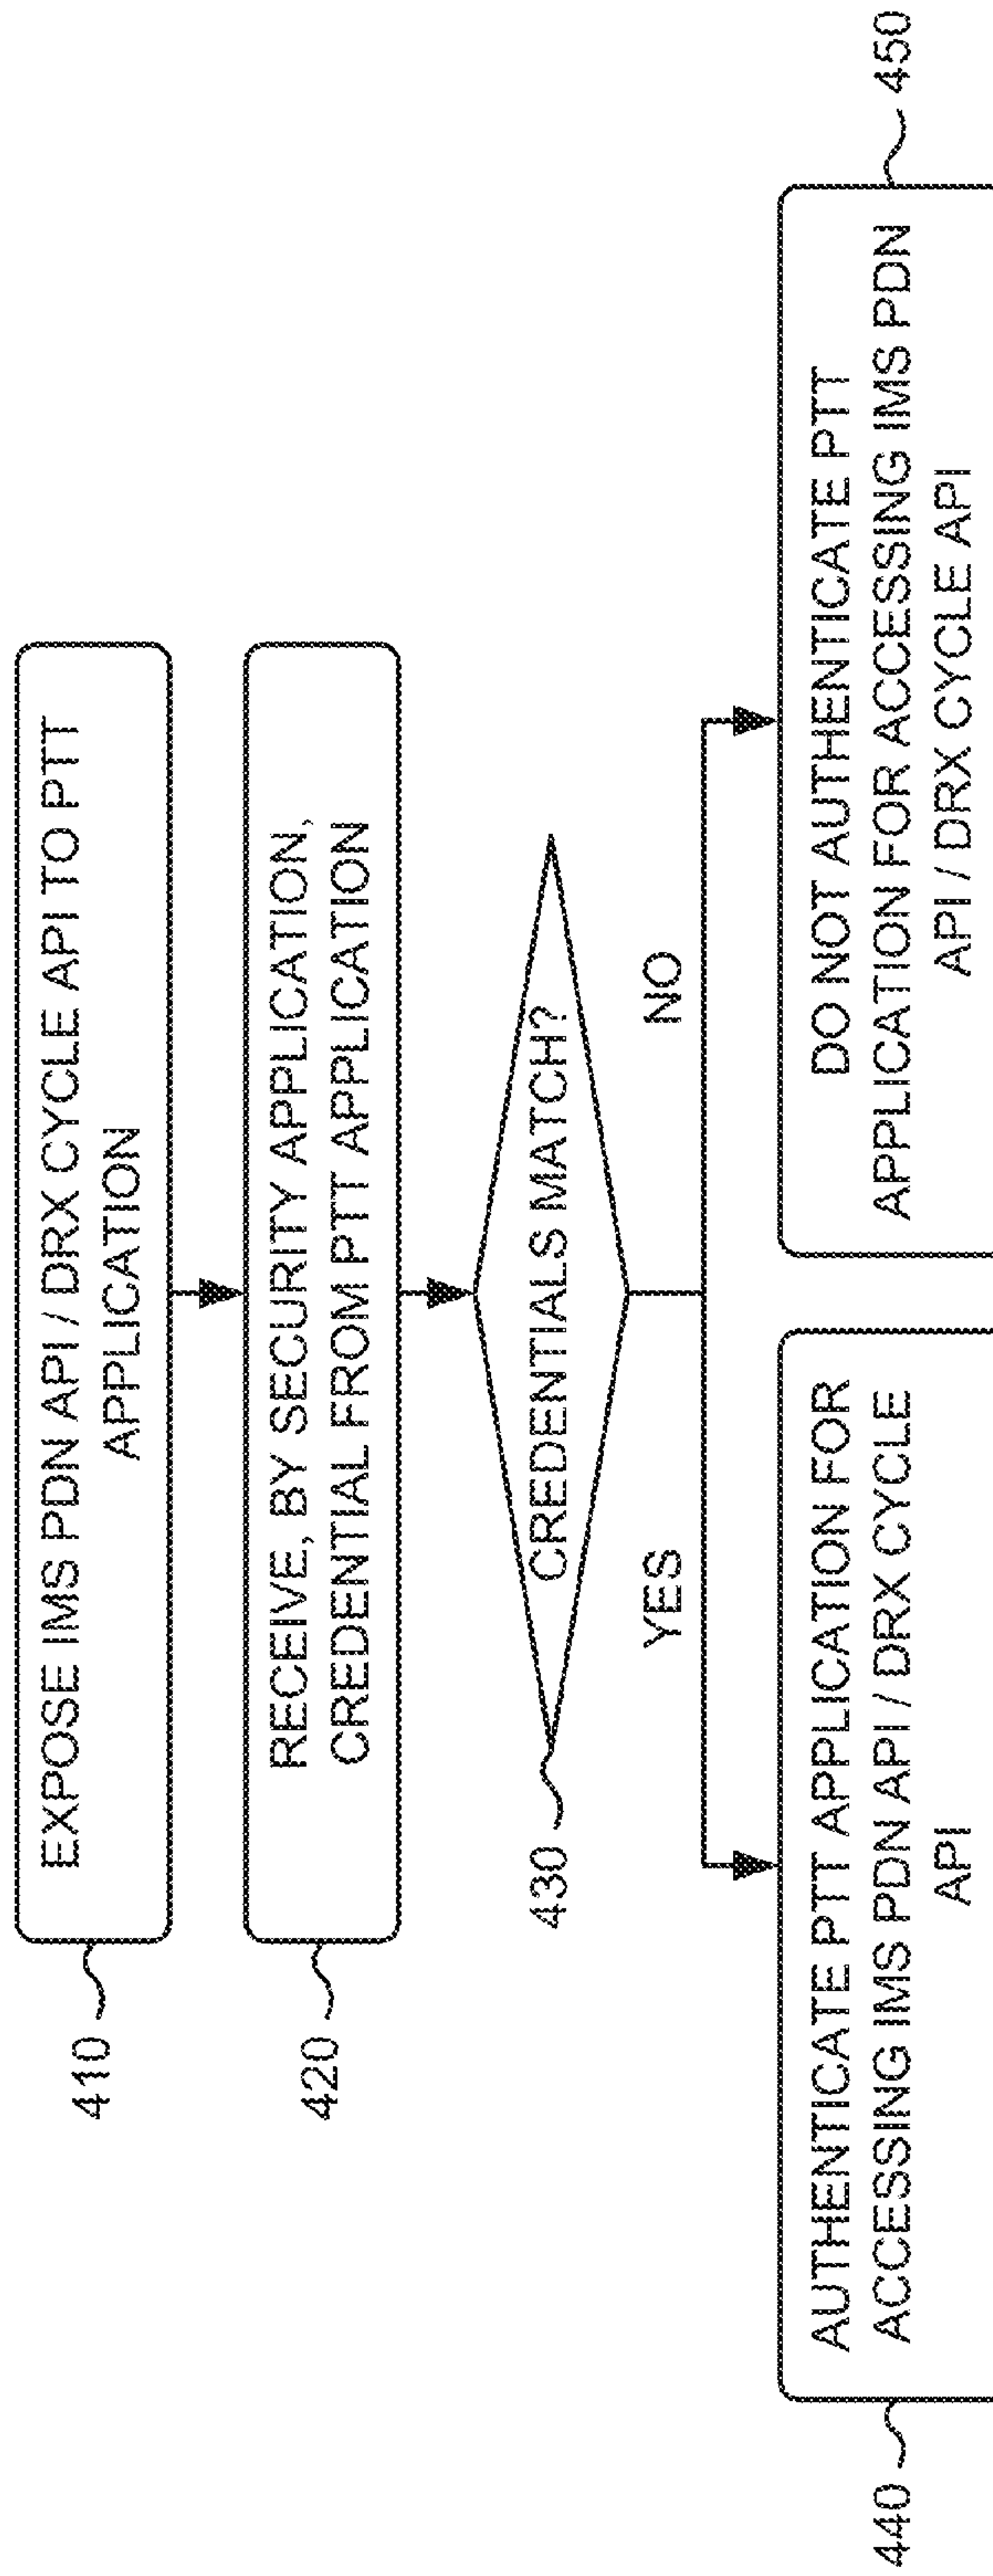 410
EXPOSE IMS PDN API / DRX CYCLE API TO PTT
APPLICATION
420
RECEIVE, BY SECURITY APPLICATION,
CREDENTIAL FROM PTT APPLICATION
430
CREDENTIALS MATCH?
YES
NO
440
AUTHENTICATE PTT APPLICATION FOR
ACCESSING IMS PDN API / DRX CYCLE
API
450
DO NOT AUTHENTICATE PTT
APPLICATION FOR ACCESSING IMS PDN
API / DRX CYCLE API